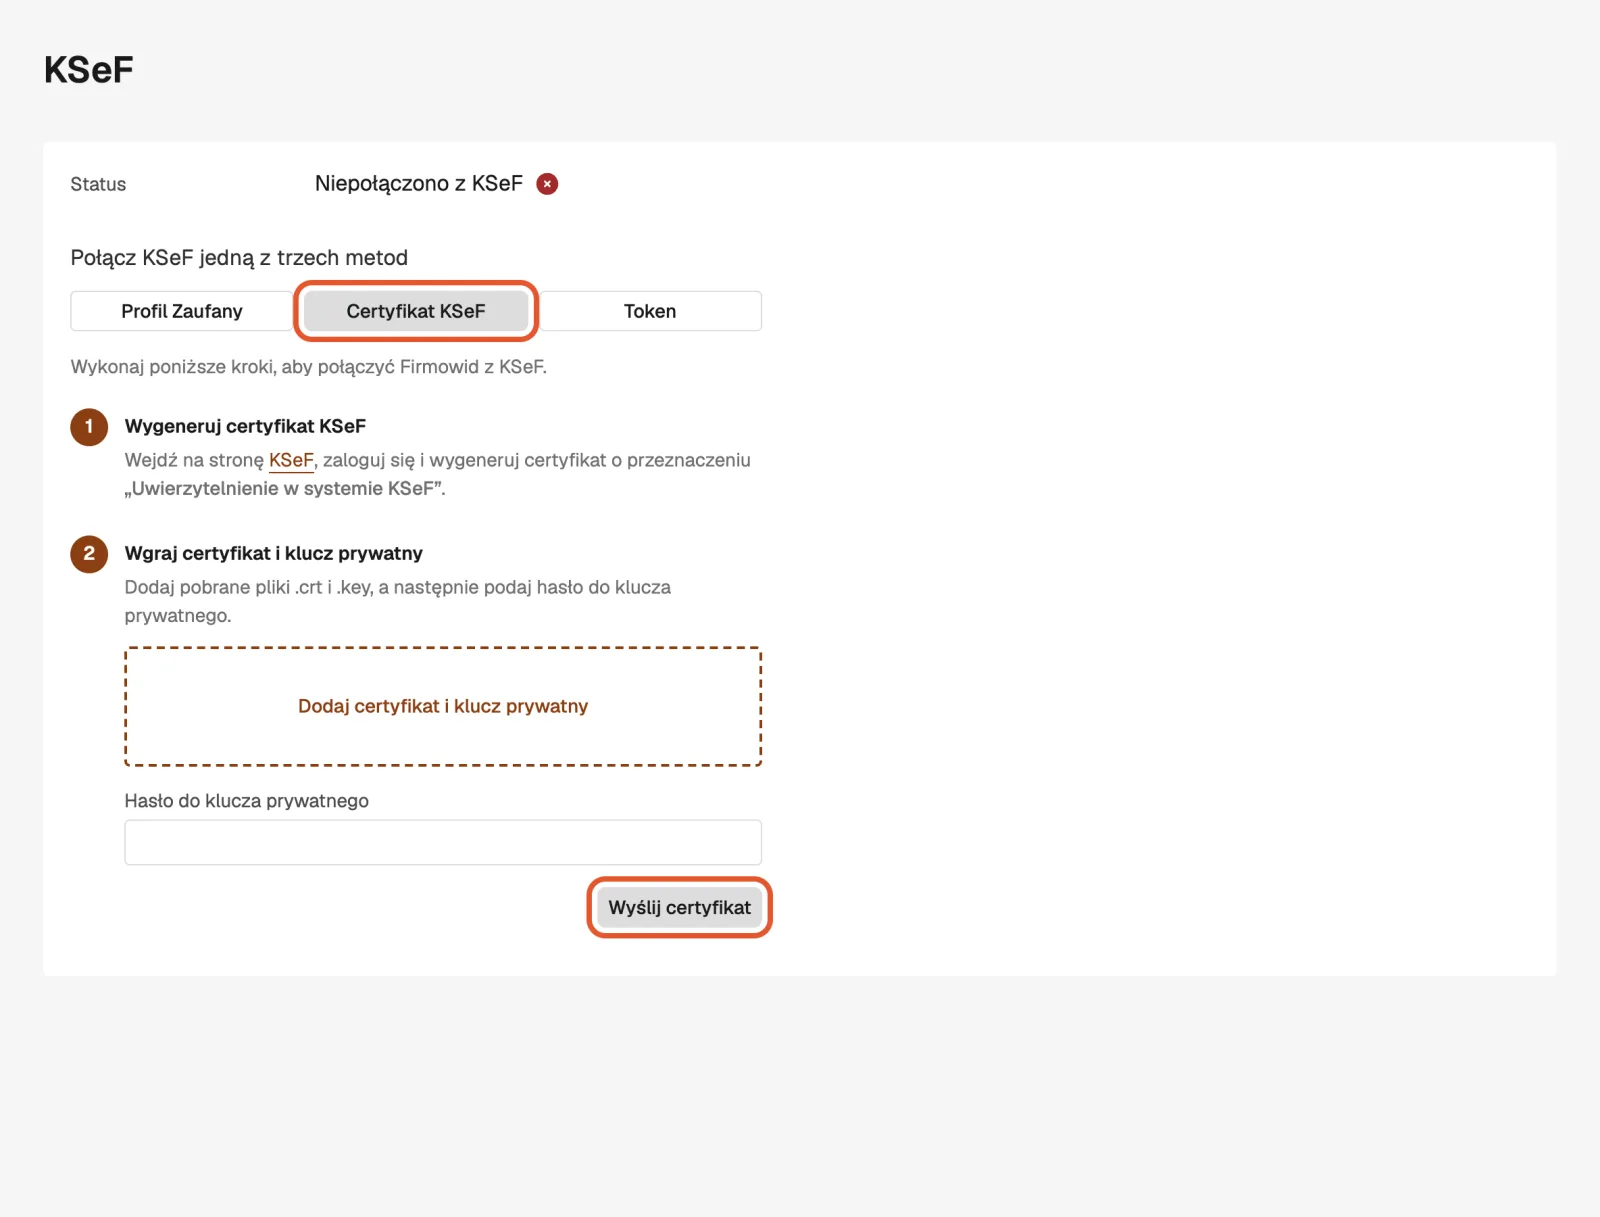 KSeF
Status
Niepołączono z KSeF
Połącz KSeF jedną z trzech metod
Profil Zaufany
Certyfikat KSeF
Token
Wykonaj poniższe kroki, aby połączyć Firmowid z KSeF.
1
Wygeneruj certyfikat KSeF
Wejdź na stronę KSeF, zaloguj się i wygeneruj certyfikat o przeznaczeniu
„Uwierzytelnienie w systemie KSeF”.
2
Wgraj certyfikat i klucz prywatny
Dodaj pobrane pliki .crt i .key, a następnie podaj hasło do klucza
prywatnego.
Dodaj certyfikat i klucz prywatny
Hasło do klucza prywatnego
Wyślij certyfikat